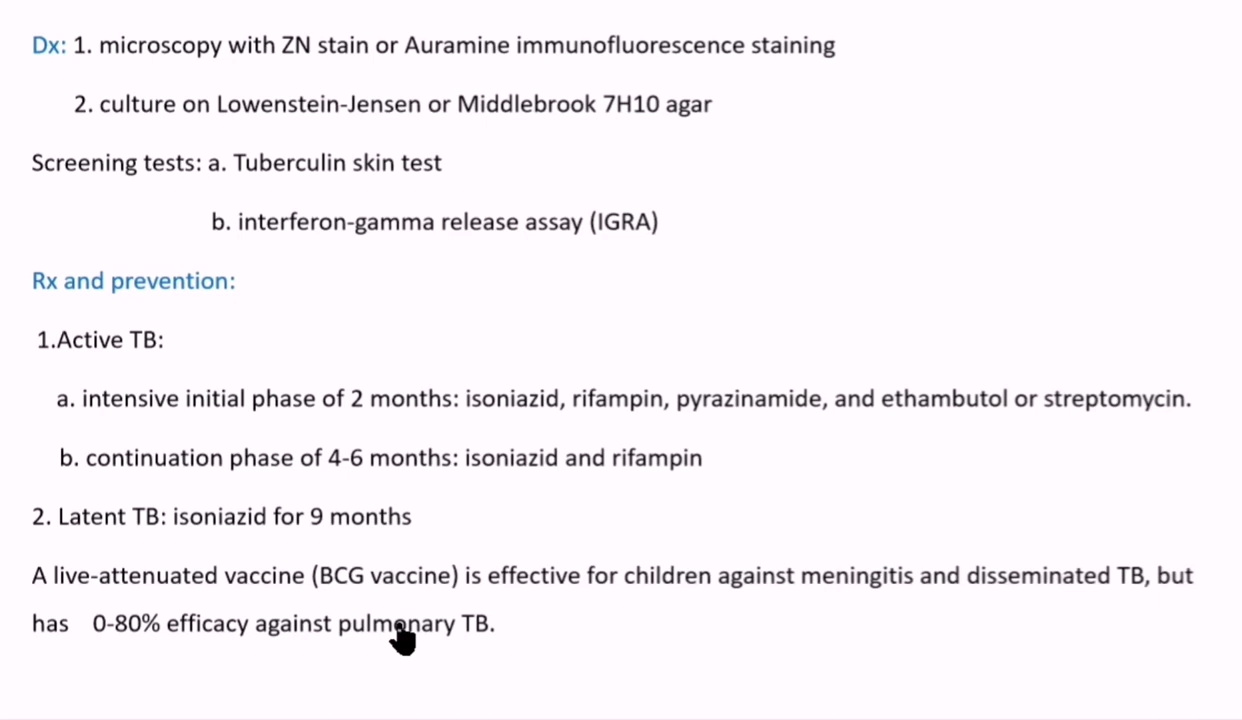 Dx: 1. microscopy with ZN stain or Auramine immunofluorescence staining
2. culture on Lowenstein-Jensen or Middlebrook 7H10 agar
Screening tests: a. Tuberculin skin test
b. interferon-gamma release assay (IGRA)
Rx and prevention:
1.Active TB:
a. intensive initial phase of 2 months: isoniazid, rifampin, pyrazinamide, and ethambutol or streptomycin.
b. continuation phase of 4-6 months: isoniazid and rifampin
2. Latent TB: isoniazid for 9 months
A live-attenuated vaccine (BCG vaccine) is effective for children against meningitis and disseminated TB, but
has 0-80% efficacy against pulmonary TB.